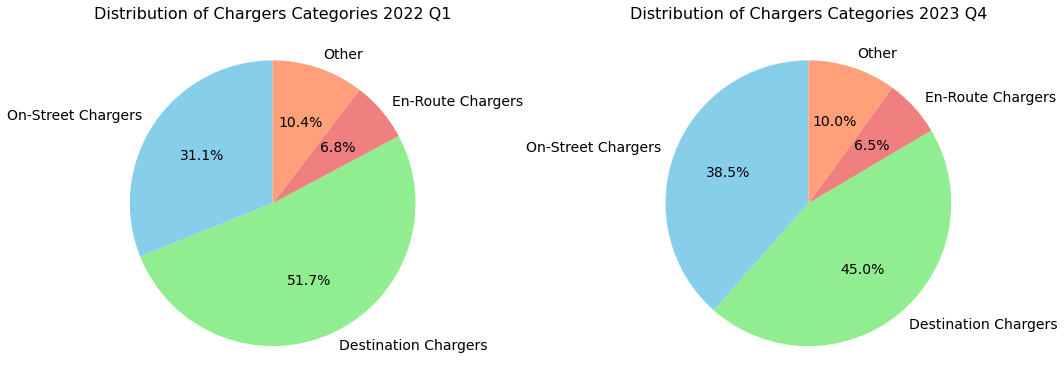 Distribution of Chargers Categories 2022 Q1
Other
En-Route Chargers
On-Street Chargers
10.4%
6.8%
31.1%
51.7%
Destination Chargers
Distribution of Chargers Categories 2023 Q4
Other
En-Route Chargers
On-Street Chargers
10.0%
6.5%
38.5%
45.0%
Destination Chargers